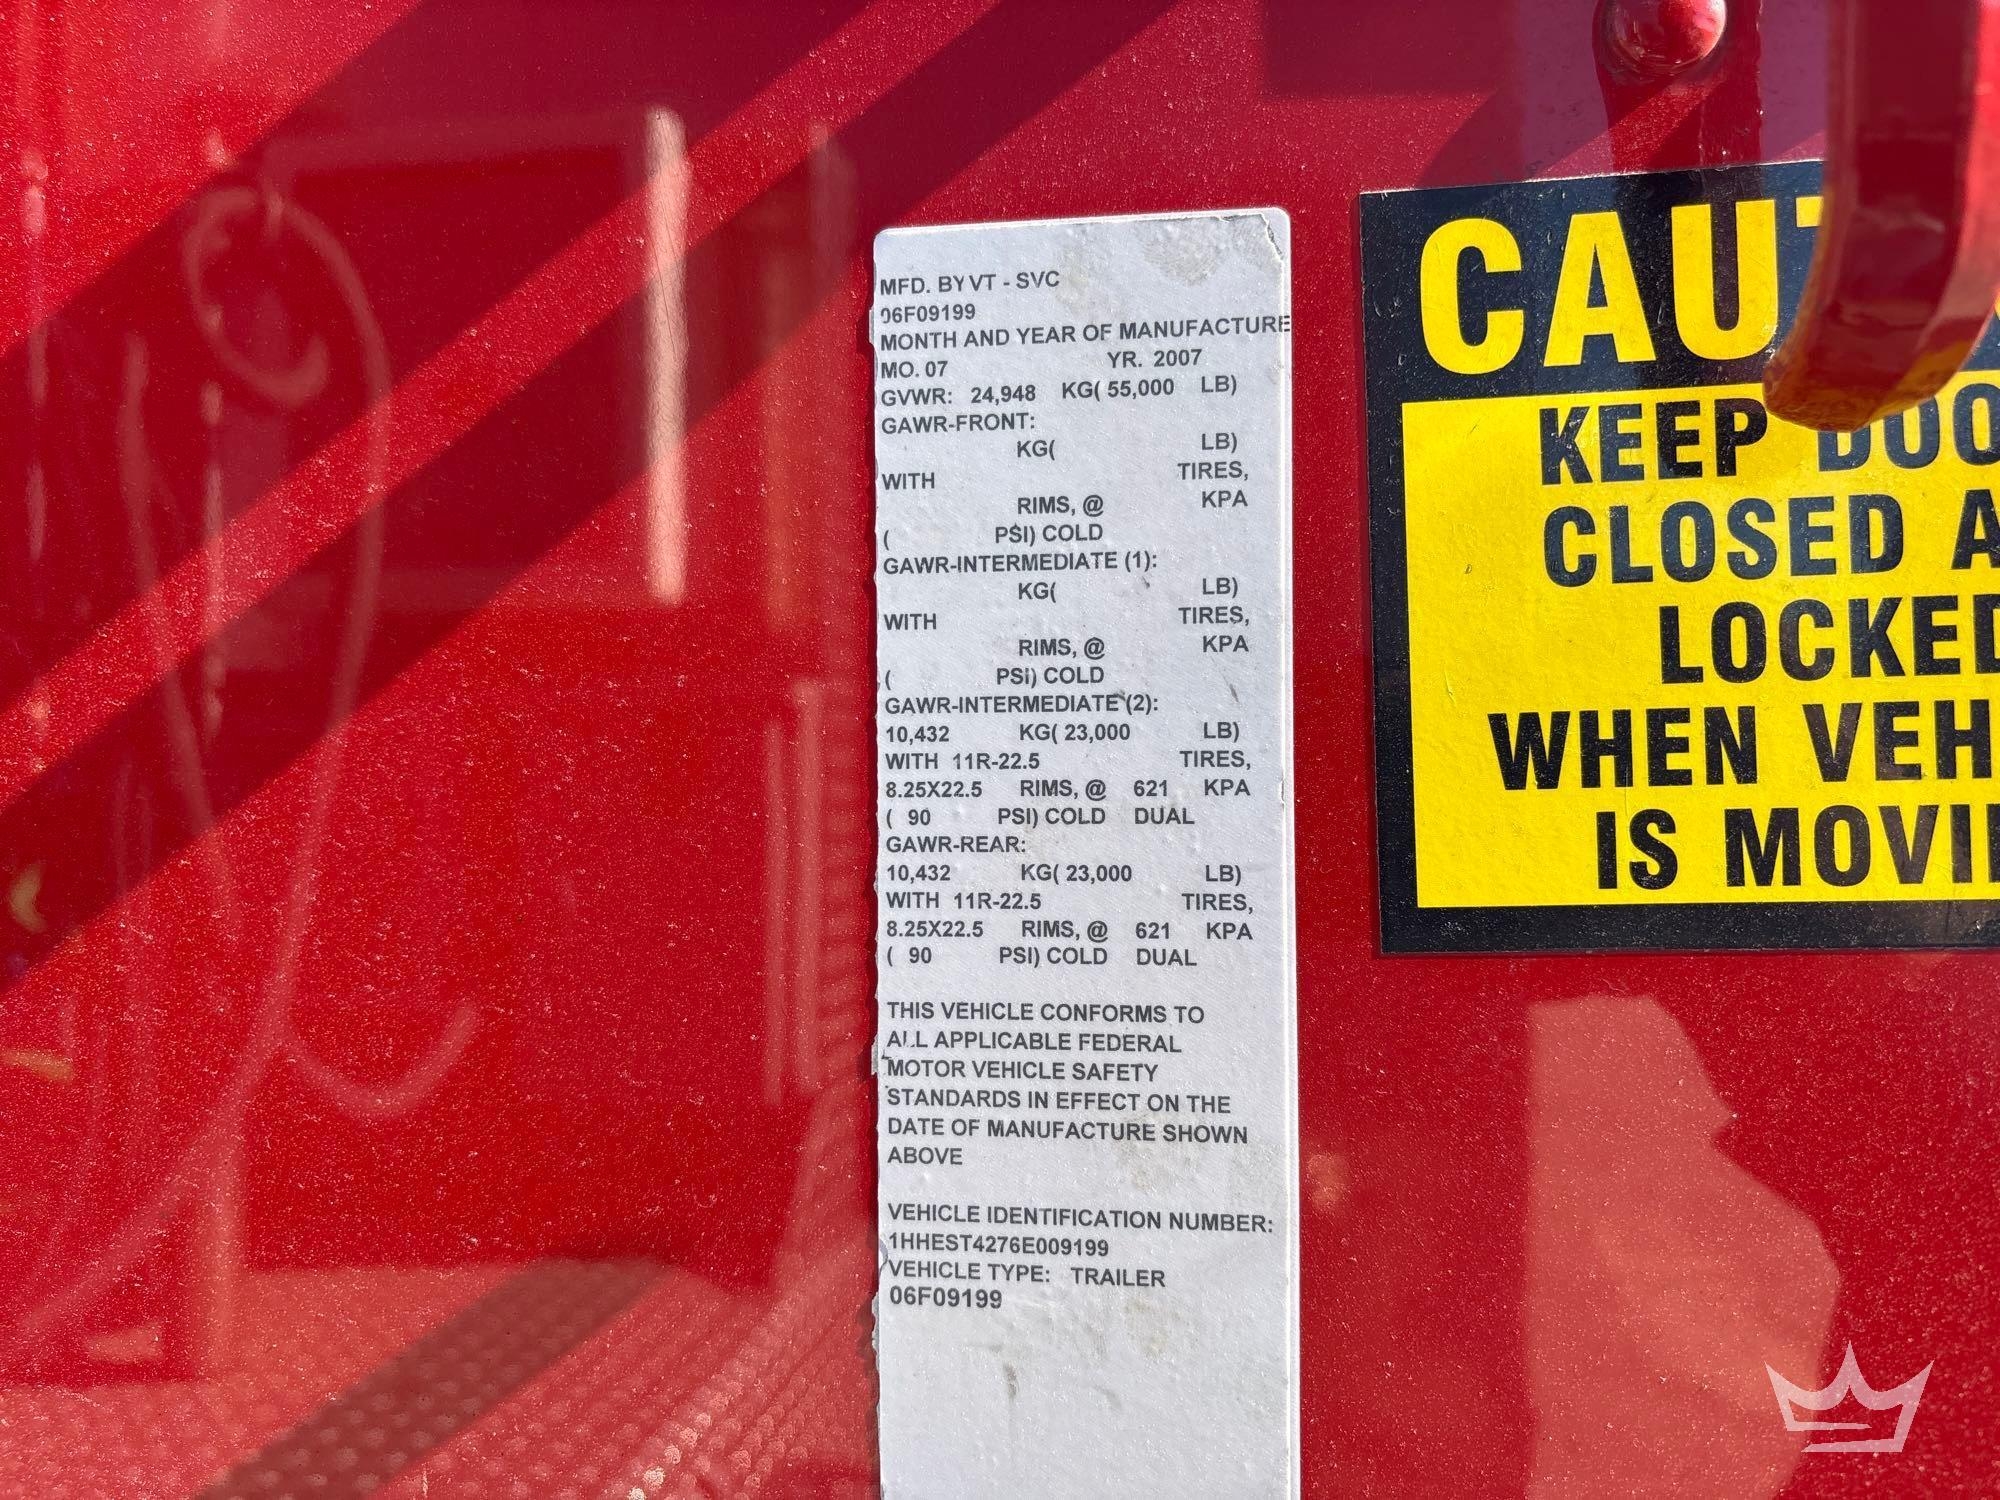 MFD. BY VT - SVC
06F09199
MONTH AND YEAR OF MANUFACTURE
MO. 07 YR. 2007
GVWR: 24,948 KG( 55,000 LB)
GAWR-FRONT:
KG( LB)
WITH TIRES,
RIMS, @ KPA
( PSI) COLD
GAWR-INTERMEDIATE (1):
KG( LB)
WITH TIRES,
RIMS, @ KPA
( PSI) COLD
GAWR-INTERMEDIATE (2):
10,432 KG( 23,000 LB)
WITH 11R-22.5 TIRES,
8.25X22.5 RIMS, @ 621 KPA
( 90 PSI) COLD DUAL
GAWR-REAR:
10,432 KG( 23,000 LB)
WITH 11R-22.5 TIRES,
8.25X22.5 RIMS, @ 621 KPA
( 90 PSI) COLD DUAL
THIS VEHICLE CONFORMS TO
ALL APPLICABLE FEDERAL
MOTOR VEHICLE SAFETY
STANDARDS IN EFFECT ON THE
DATE OF MANUFACTURE SHOWN
ABOVE
VEHICLE IDENTIFICATION NUMBER:
1HHEST4276E009199
VEHICLE TYPE: TRAILER
06F09199
KEEP
CLOSED
LOCKED
WHEN
IS